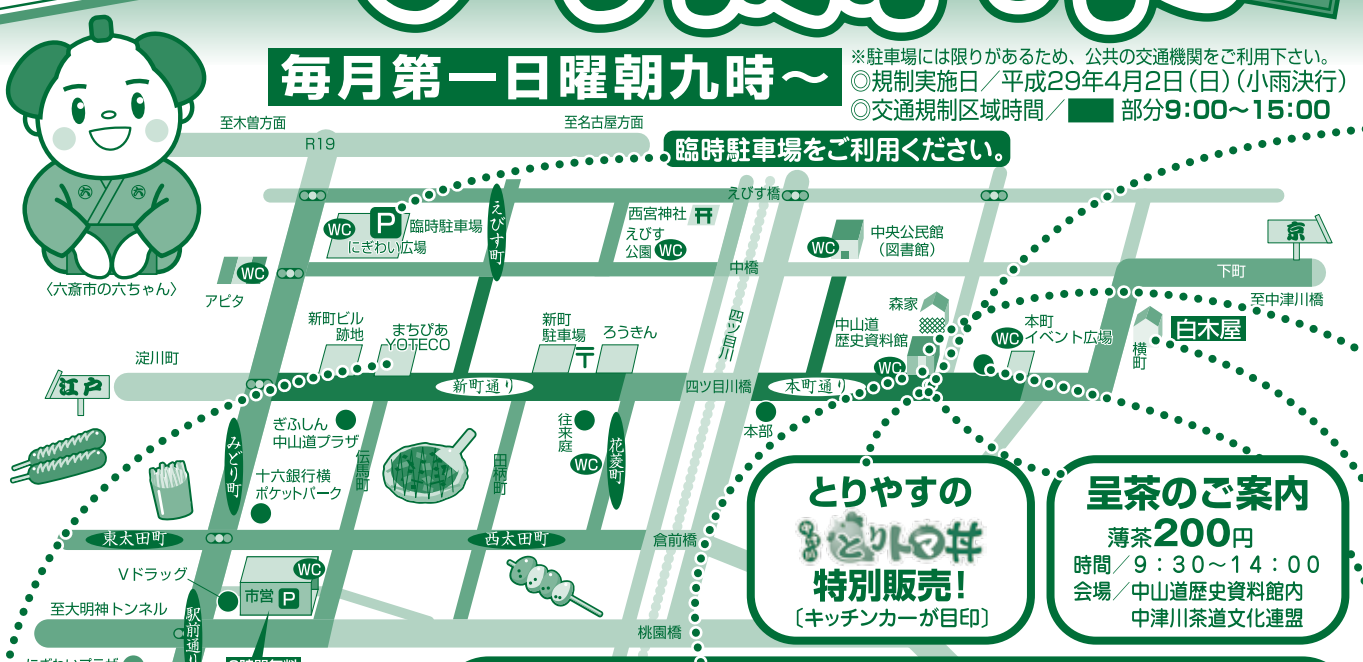 毎月第一日曜朝九時～
※駐車場には限りがあるため、公共の交通機関をご利用下さい。
◎規制実施日／平成29年4月2日（日）（小雨決行）
◎交通規制区域時間／ 部分9:00～15:00
至木曽方面
至名古屋方面
R19
臨時駐車場をご利用ください。
〈六斎市の六ちゃん〉
えびす橋
えびす町
WC
P
臨時駐車場
にぎわい広場
西宮神社
えびす
公園
WC
WC
中央公民館
（図書館）
京
WC
アピタ
中橋
下町
至中津川橋
四ツ目川
森家
新町ビル
跡地
まちぴあ
YOTECO
新町
駐車場
〒
ろうきん
中山道
歴史資料館
WC
WC
本町
イベント広場
横町
白木屋
淀川町
江戸
新町通り
四ツ目川橋
本町通り
本部
ぎふしん
中山道プラザ
みどり町
伝馬町
田柄町
往来庭
WC
花菱町
十六銀行横
ポケットパーク
東太田町
西太田町
倉前橋
Vドラッグ
WC
市営
P
至大明神トンネル
駅前通り
桃園橋
とりやすの
とりトマ丼
特別販売！
〔キッチンカーが目印〕
呈茶のご案内
薄茶200円
時間／9：30～14：00
会場／中山道歴史資料館内
中津川茶道文化連盟